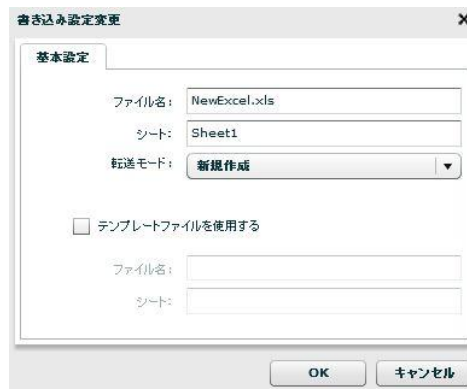 書き込み設定変更
基本設定
ファイル名: NewExcel.xls
シート: Sheet1
転送モード: 新規作成
テンプレートファイルを使用する
ファイル名:
シート:
OK キャンセル